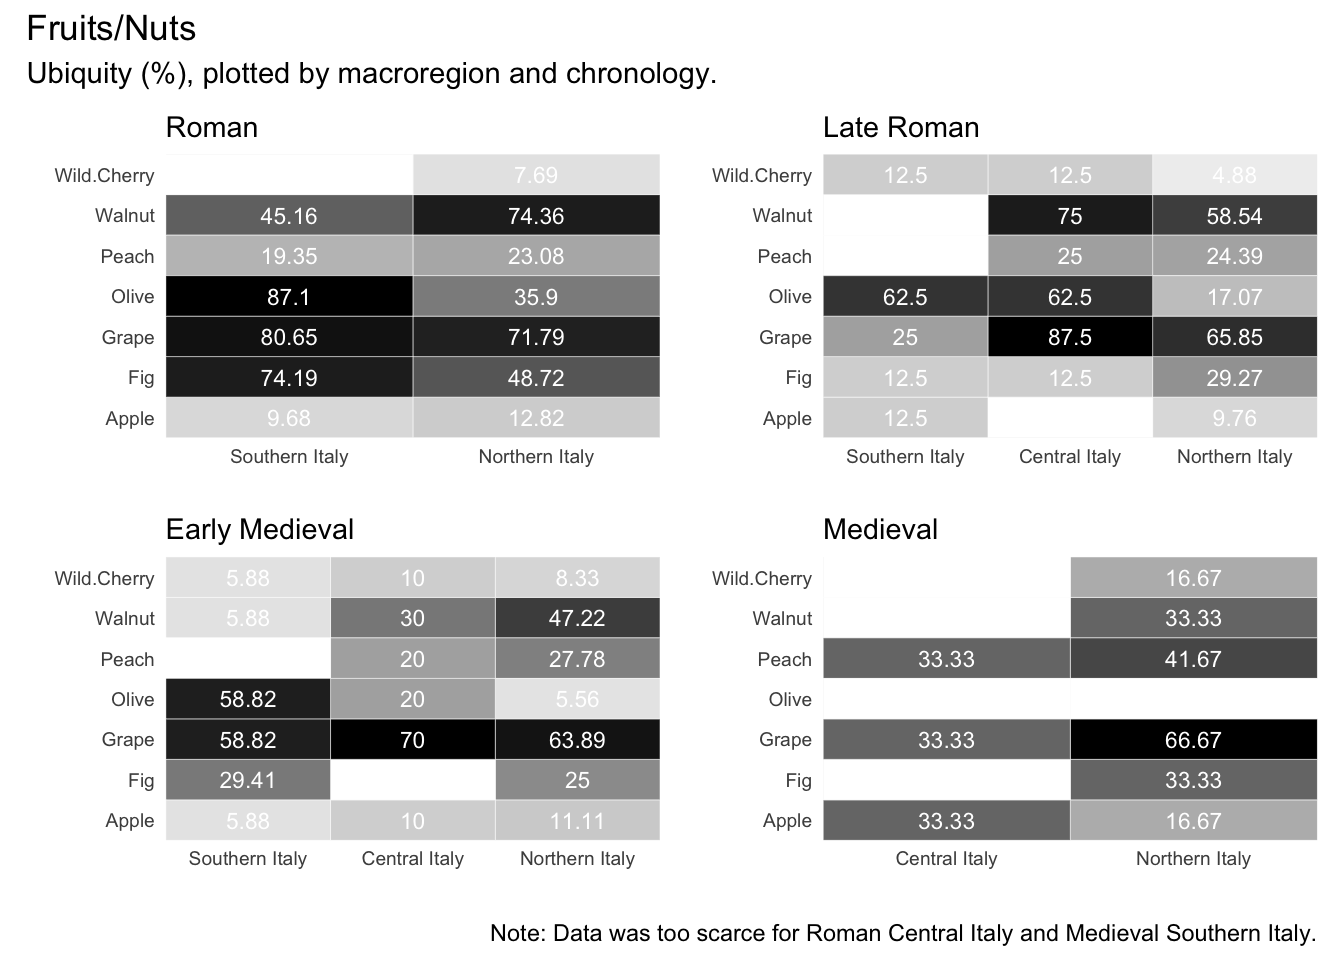 Fruits/Nuts
Ubiquity (%), plotted by macroregion and chronology.
Roman
Wild.Cherry 7.69
Walnut 45.16 74.36
Peach 19.35 23.08
Olive 87.1 35.9
Grape 80.65 71.79
Fig 74.19 48.72
Apple 9.68 12.82
Southern Italy Northern Italy
Late Roman
Wild.Cherry 12.5 12.5 4.88
Walnut 75 58.54
Peach 25 24.39
Olive 62.5 62.5 17.07
Grape 25 87.5 65.85
Fig 12.5 12.5 29.27
Apple 12.5 9.76
Southern Italy Central Italy Northern Italy
Early Medieval
Wild.Cherry 5.88 10 8.33
Walnut 5.88 30 47.22
Peach 20 27.78
Olive 58.82 20 5.56
Grape 58.82 70 63.89
Fig 29.41 25
Apple 5.88 10 11.11
Southern Italy Central Italy Northern Italy
Medieval
Wild.Cherry 16.67
Walnut 33.33
Peach 33.33 41.67
Olive
Grape 33.33 66.67
Fig 33.33
Apple 33.33 16.67
Central Italy Northern Italy
Note: Data was too scarce for Roman Central Italy and Medieval Southern Italy.